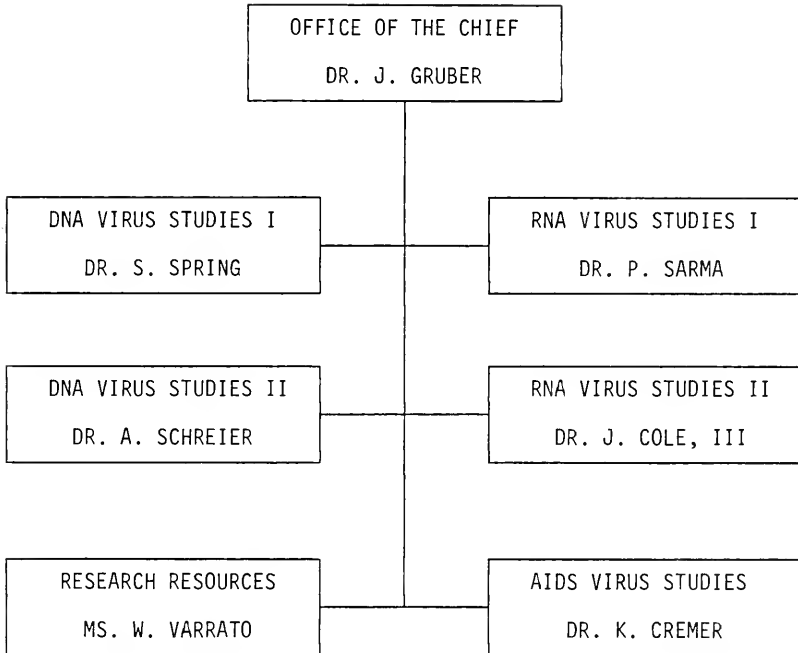 OFFICE OF THE CHIEF
DR. J. GRUBER
DNA VIRUS STUDIES I
DR. S. SPRING
RNA VIRUS STUDIES I
DR. P. SARMA
DNA VIRUS STUDIES II
DR. A. SCHREIER
RNA VIRUS STUDIES II
DR. J. COLE, III
RESEARCH RESOURCES
MS. W. VARRATO
AIDS VIRUS STUDIES
DR. K. CREMER